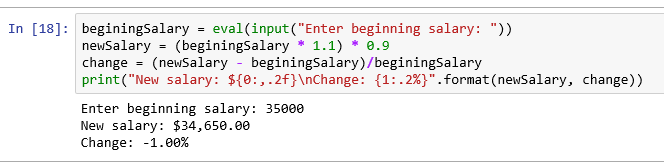 In [18]: beginingSalary = eval(input("Enter beginning salary: "))
newSalary = (beginingSalary * 1.1) * 0.9
change = (newSalary - beginingSalary)/beginingSalary
print("New salary: ${0:,.2f}\nChange: {1:.2%}".format(newSalary, change))
Enter beginning salary: 35000
New salary: $34,650.00
Change: -1.00%